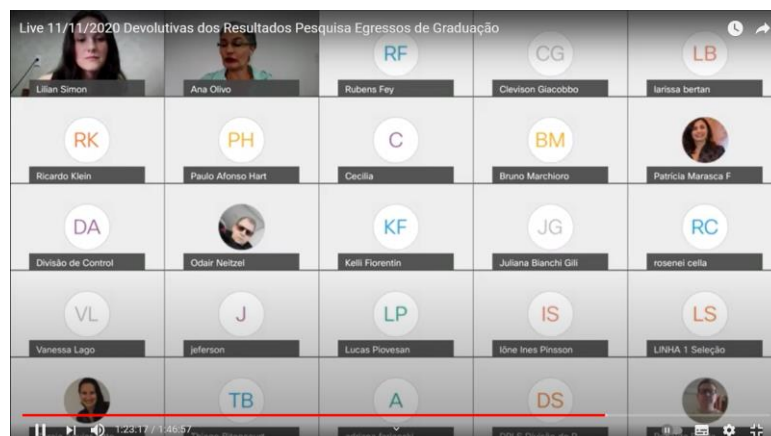 Live 11/11/2020 Devolutivas dos Resultados Pesquisa Egressos de Graduação
Lilian Simon
Ana Olivo
RF
Rubens Fey
CG
Clevison Giacobbo
LB
larissa bertan
RK
Ricardo Klein
PH
Paulo Afonso Hart
C
Cecilia
BM
Bruno Marchioro
Patrícia Marasca F
DA
Divisão de Control
Odair Neitzel
KF
Kelli Fiorentin
JG
Juliana Bianchi Gili
RC
rosenei cella
VL
Vanessa Lago
J
jeferson
LP
Lucas Piovesan
IS
Iône Ines Pinsson
LS
LINHA 1 Seleção
TB
A
DS
1:23:17 / 1:46:57